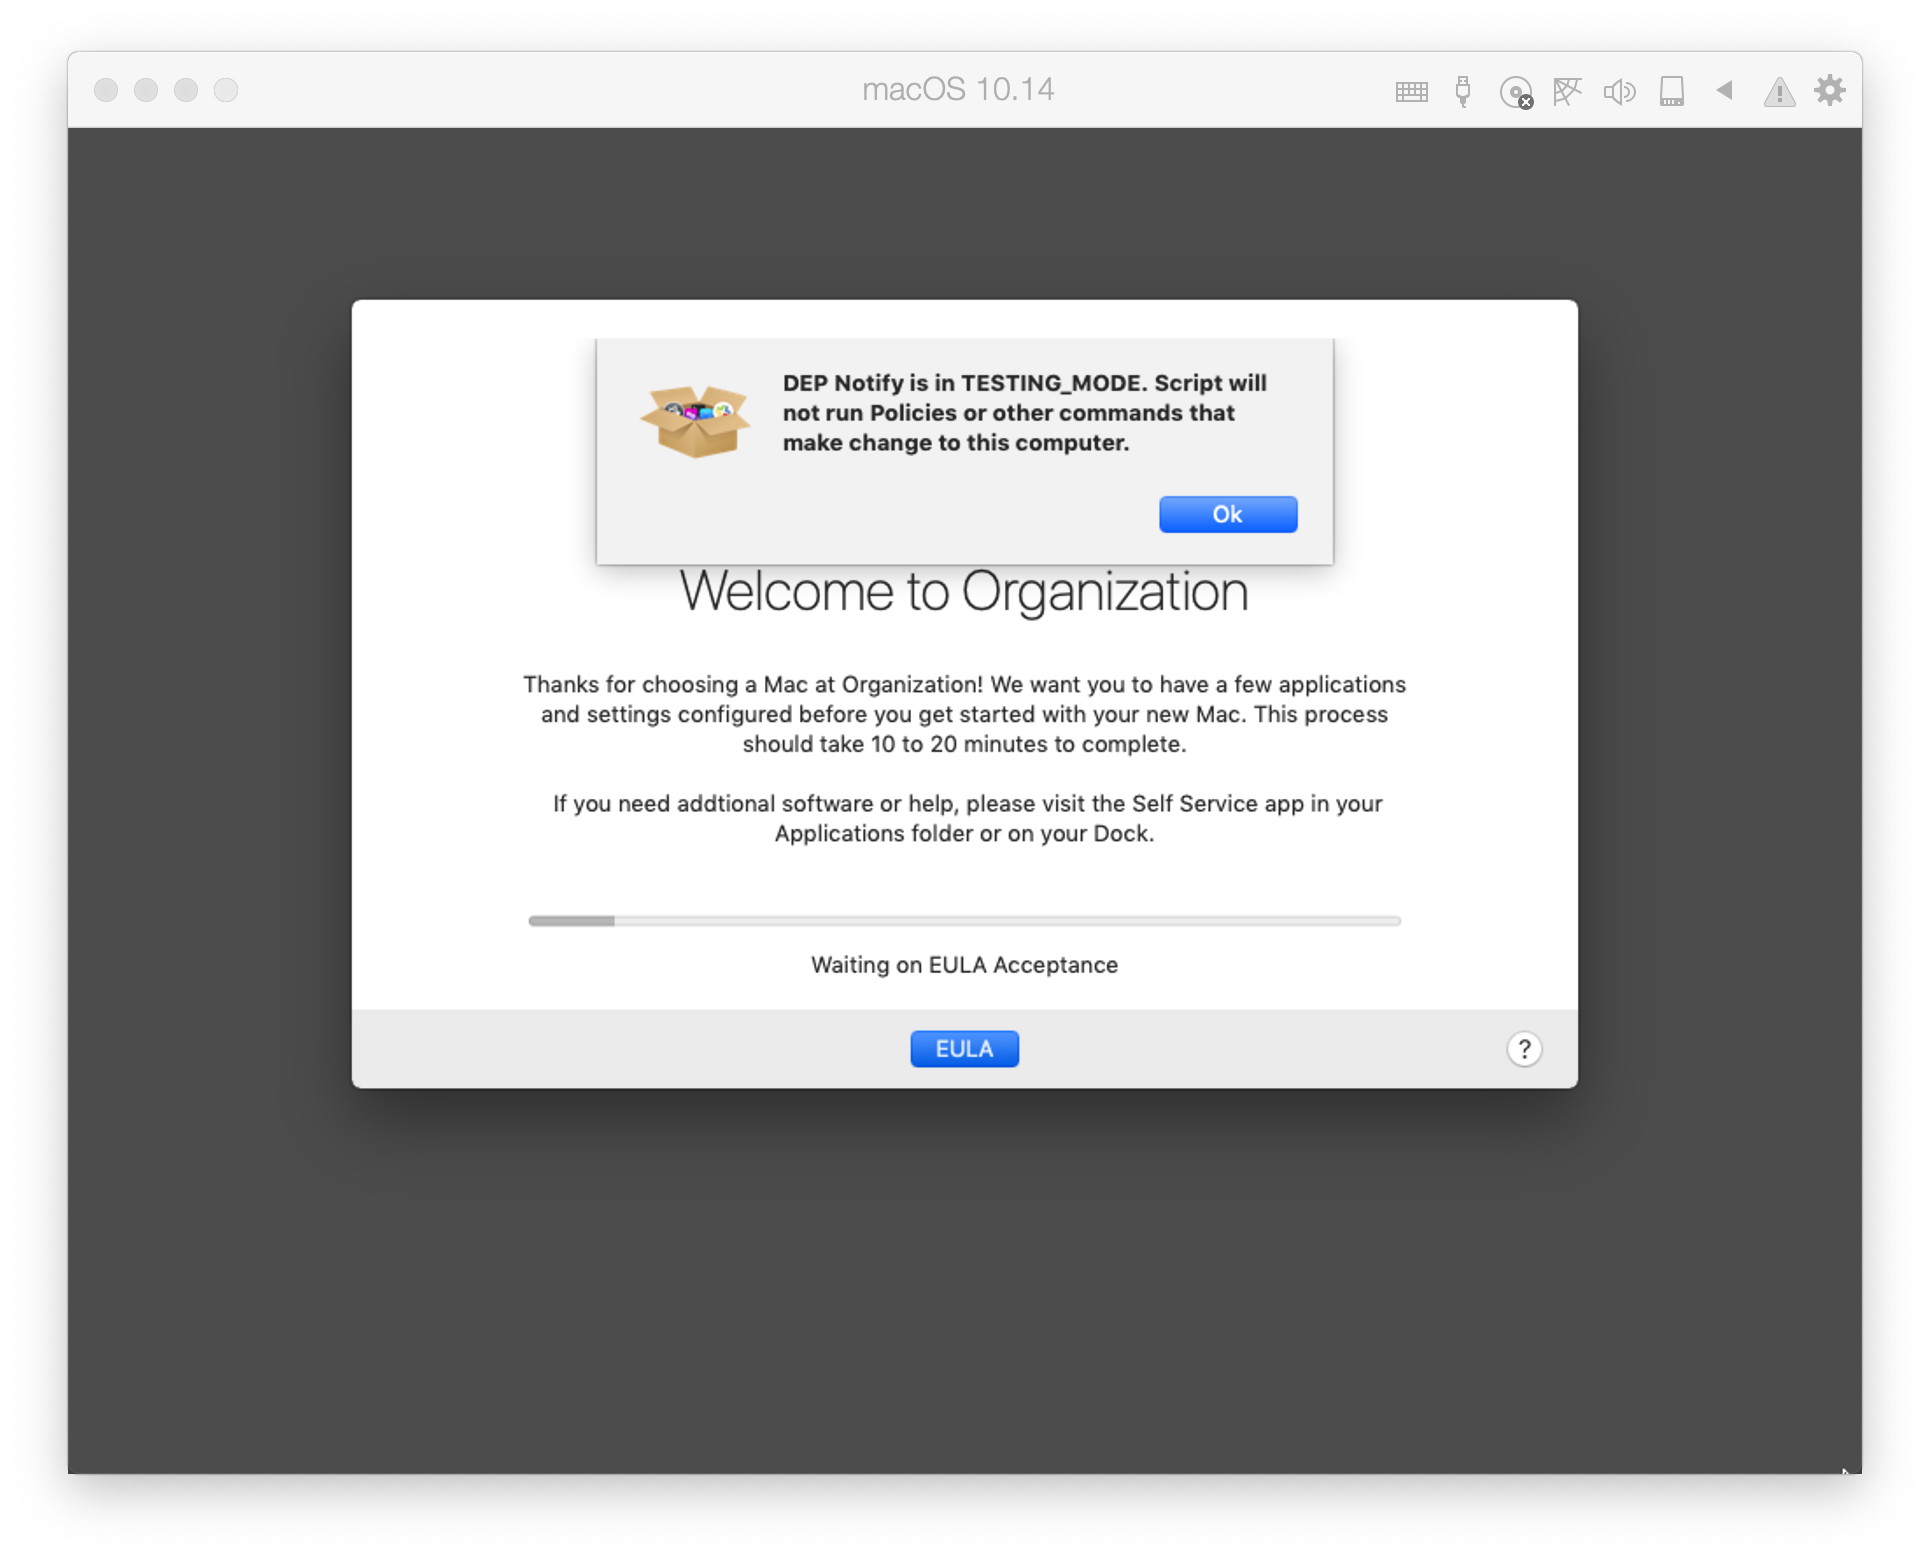 macOS 10.14
DEP Notify is in TESTING_MODE. Script will
not run Policies or other commands that
make change to this computer.
Ok
Welcome to Organization
Thanks for choosing a Mac at Organization! We want you to have a few applications
and settings configured before you get started with your new Mac. This process
should take 10 to 20 minutes to complete.
If you need addtional software or help, please visit the Self Service app in your
Applications folder or on your Dock.
Waiting on EULA Acceptance
EULA
?